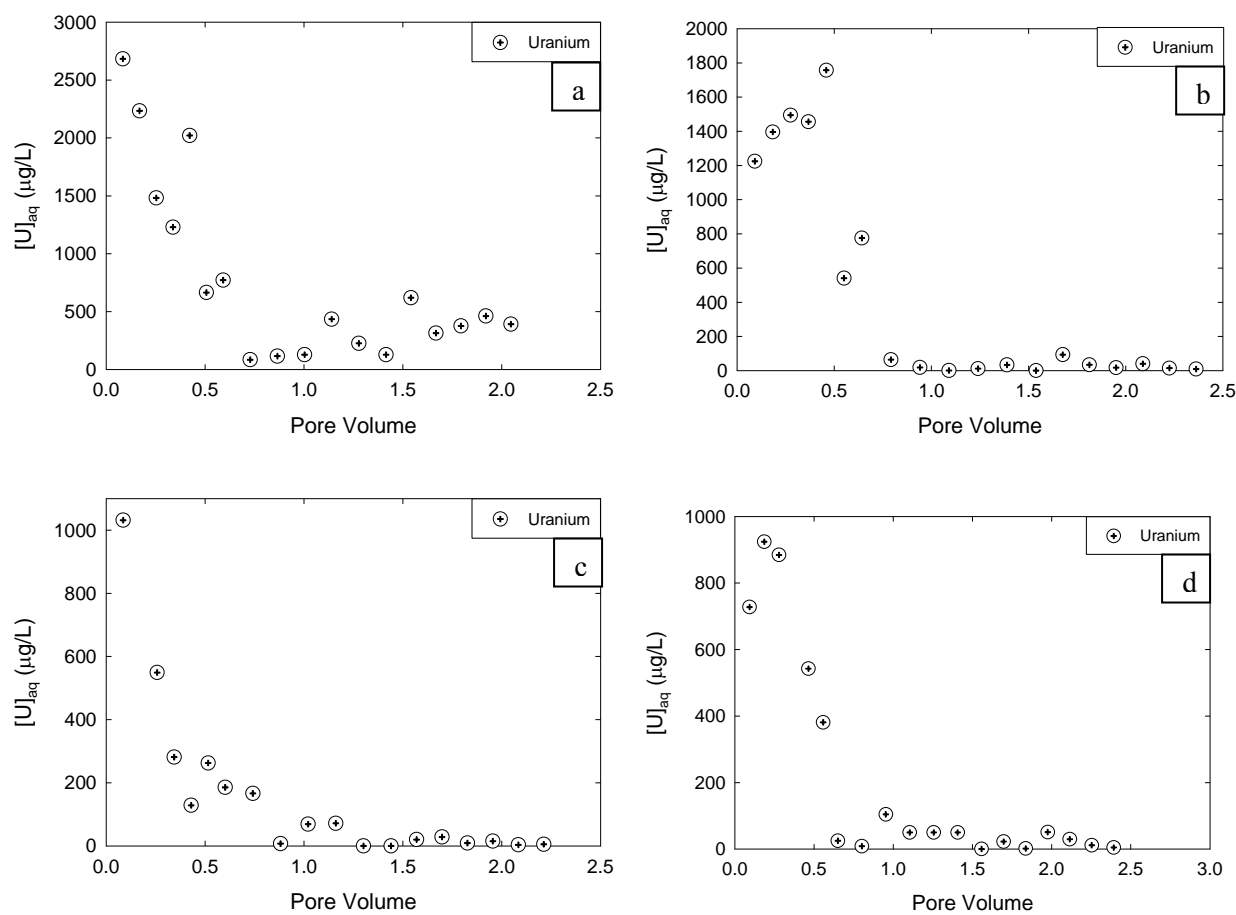 3000
2500
2000
1500
1000
500
0
[U]aq (μg/L)
0.0 0.5 1.0 1.5 2.0 2.5
Pore Volume
Uranium
a
2000
1800
1600
1400
1200
1000
800
600
400
200
0
[U]aq (μg/L)
0.0 0.5 1.0 1.5 2.0 2.5
Pore Volume
Uranium
b
1000
800
600
400
200
0
[U]aq (μg/L)
0.0 0.5 1.0 1.5 2.0 2.5
Pore Volume
Uranium
c
1000
800
600
400
200
0
[U]aq (μg/L)
0.0 0.5 1.0 1.5 2.0 2.5 3.0
Pore Volume
Uranium
d